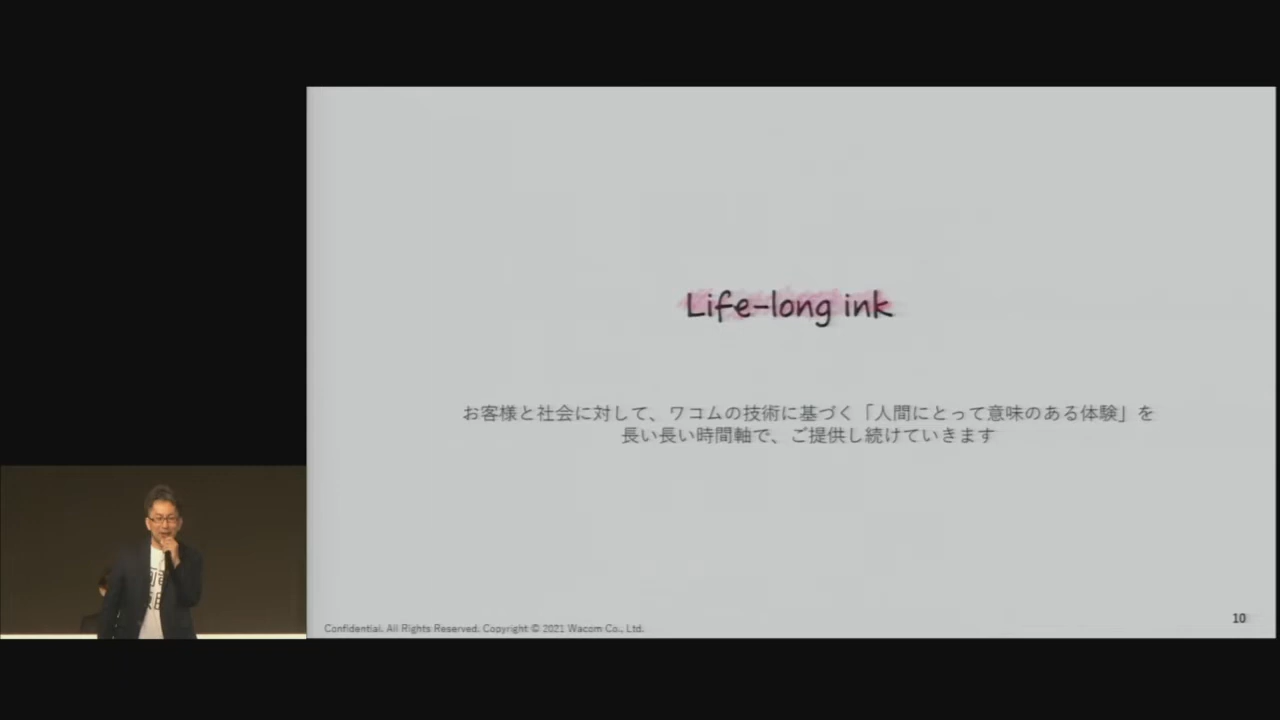 Life-long ink
お客様と社会に対して、ワコムの技術に基づく「人間にとって意味のある体験」を
長い長い時間軸で、ご提供し続けていきます
Confidential. All Rights Reserved. Copyright © 2021 Wacom Co., Ltd.
10